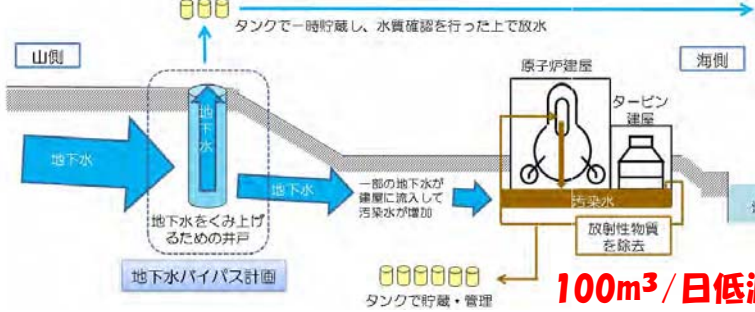 タンクで一時貯蔵し、水質確認を行った上で放水
山側
海側
原子炉建屋
タービン
建屋
地下水
地下水
地下水
一部の地下水が
建屋に流入して
汚染水が増加
汚染水
地下水をくみ上げ
るための井戸
放射性物質
を除去
地下水バイパス計画
タンクで貯蔵・管理
100m³/日低